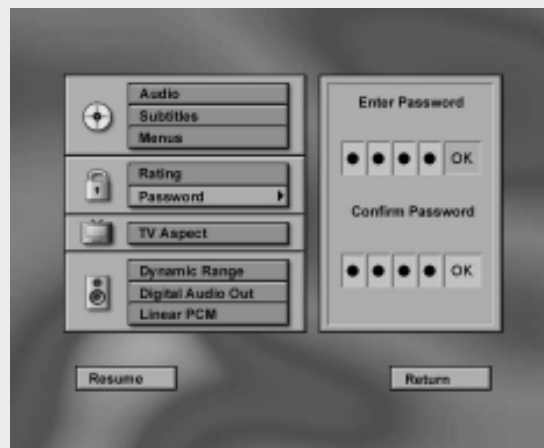 Audio
Subtitles
Menus
Rating
Password
TV Aspect
Dynamic Range
Digital Audio Out
Linear PCM
Enter Password
OK
Confirm Password
OK
Resume
Return